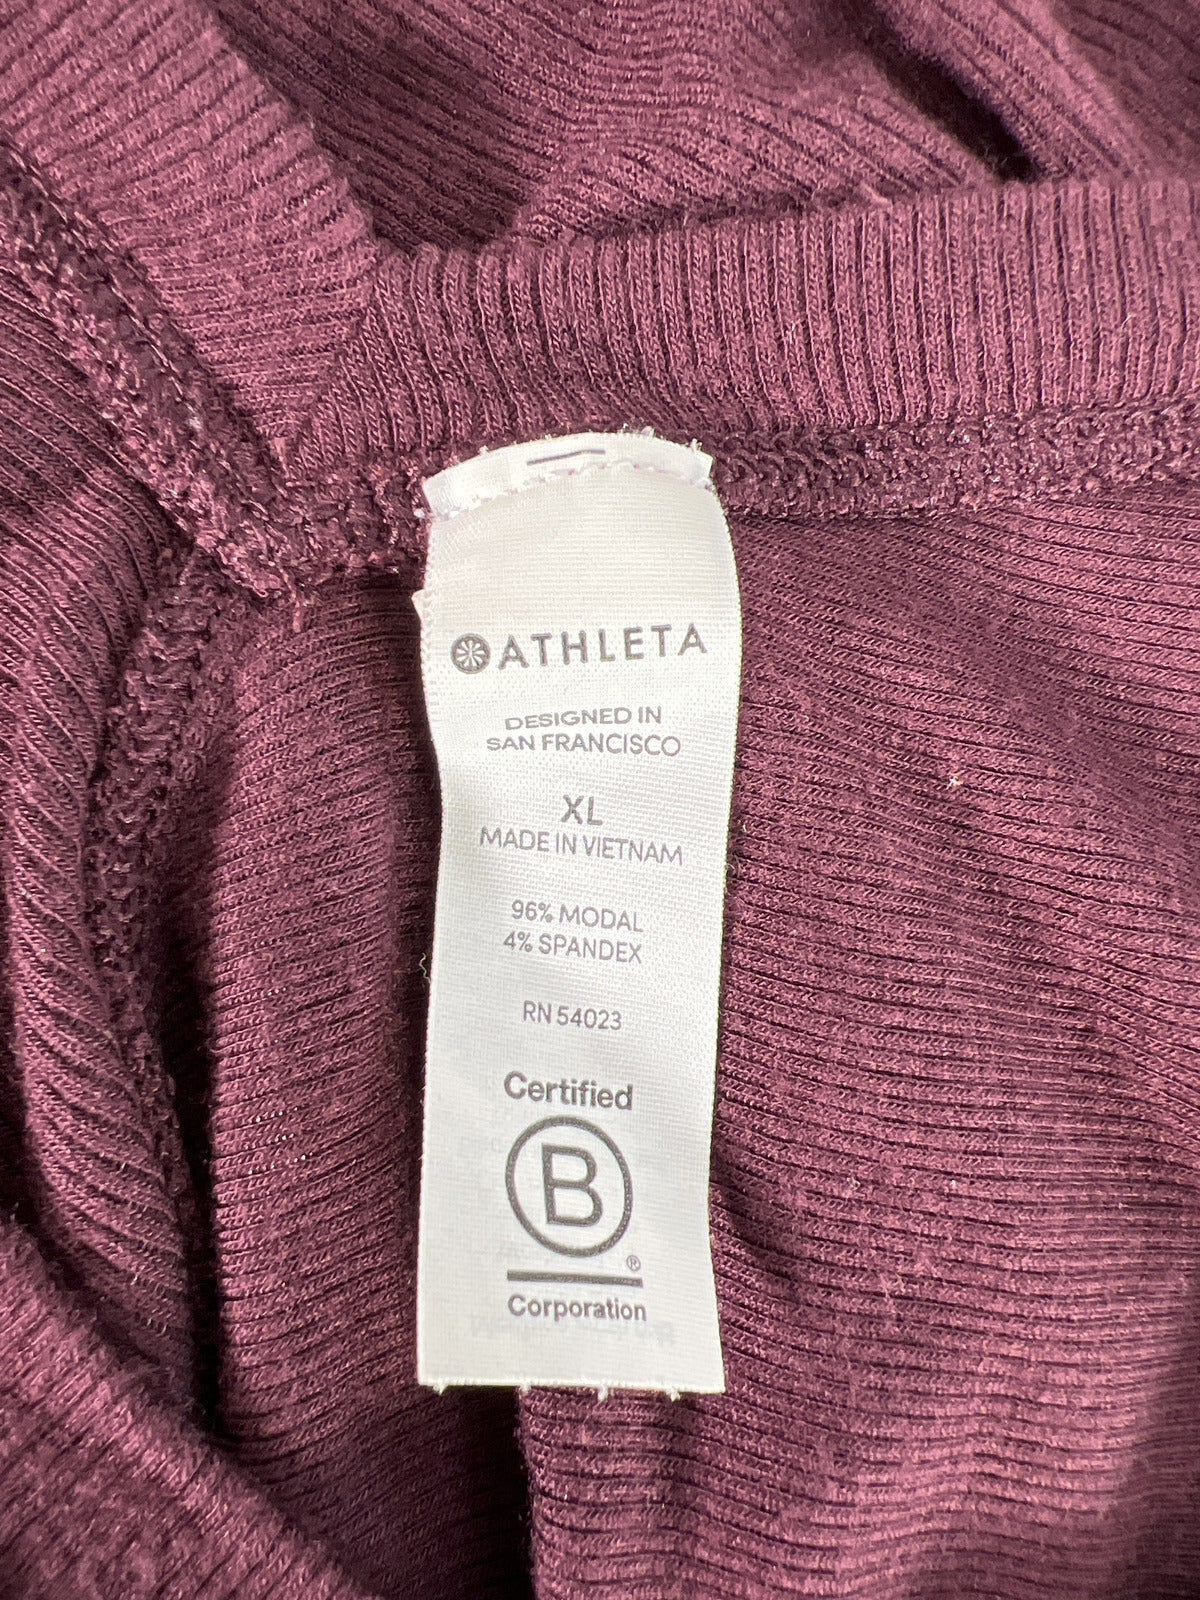 ATHLETA
DESIGNED IN
SAN FRANCISCO
XL
MADE IN VIETNAM
96% MODAL
4% SPANDEX
RN 54023
Certified
B
®
Corporation